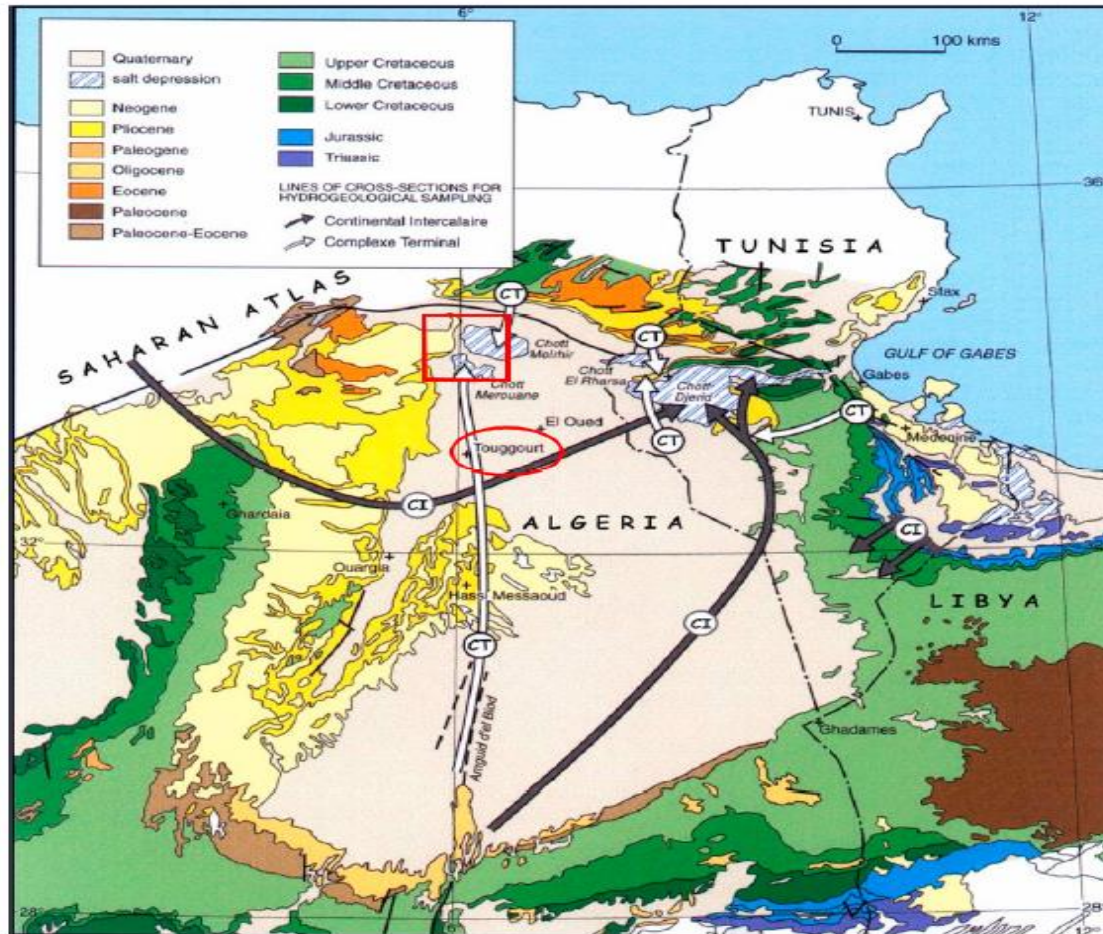 6°
12°
Quaternary
salt depression
Neogene
Pliocene
Paleogene
Oligocene
Eocene
Paleocene
Paleocene-Eocene
Upper Cretaceous
Middle Cretaceous
Lower Cretaceous
Jurassic
Triassic
LINES OF CROSS-SECTIONS FOR
HYDROGEOLOGICAL SAMPLING
Continental Intercalaire
Complexe Terminal
0 100 kms
TUNIS
36°
TUNISIA
SAHARAN ATLAS
CT
Sfax
Chott
Melrhir
CT
GULF OF GABES
Chott
El Rharsa
Chott
Djerid
Gabes
Chott
Merouane
El Oued
CT
Medenine
Touggourt
CT
CI
Ghardaia
ALGERIA
CI
32°
Ouargla
Hassi Messaoud
LIBYA
CI
CT
Amguid d'el Biod
Ghadames
28°
6°
28°
12°